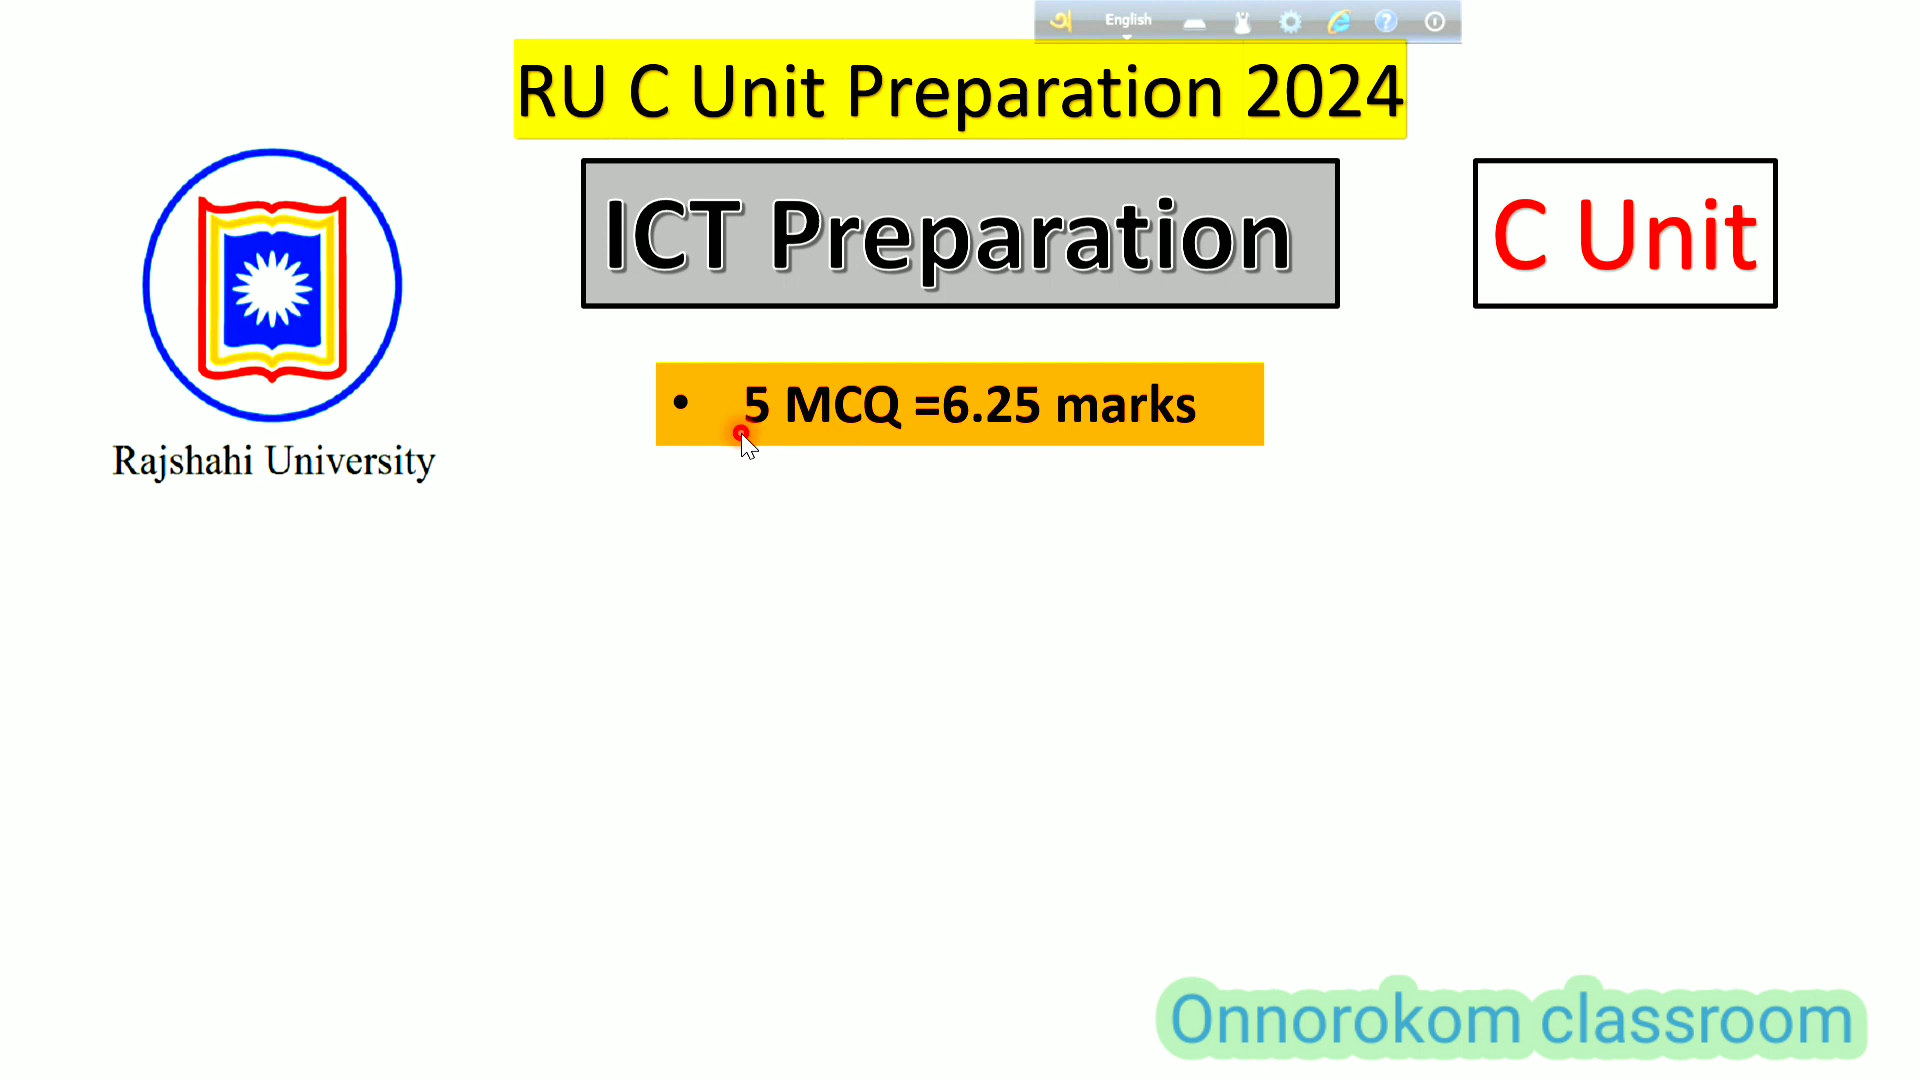 English
RU C Unit Preparation 2024
ICT Preparation
C Unit
• 5 MCQ =6.25 marks
Rajshahi University
Onnorokom classroom